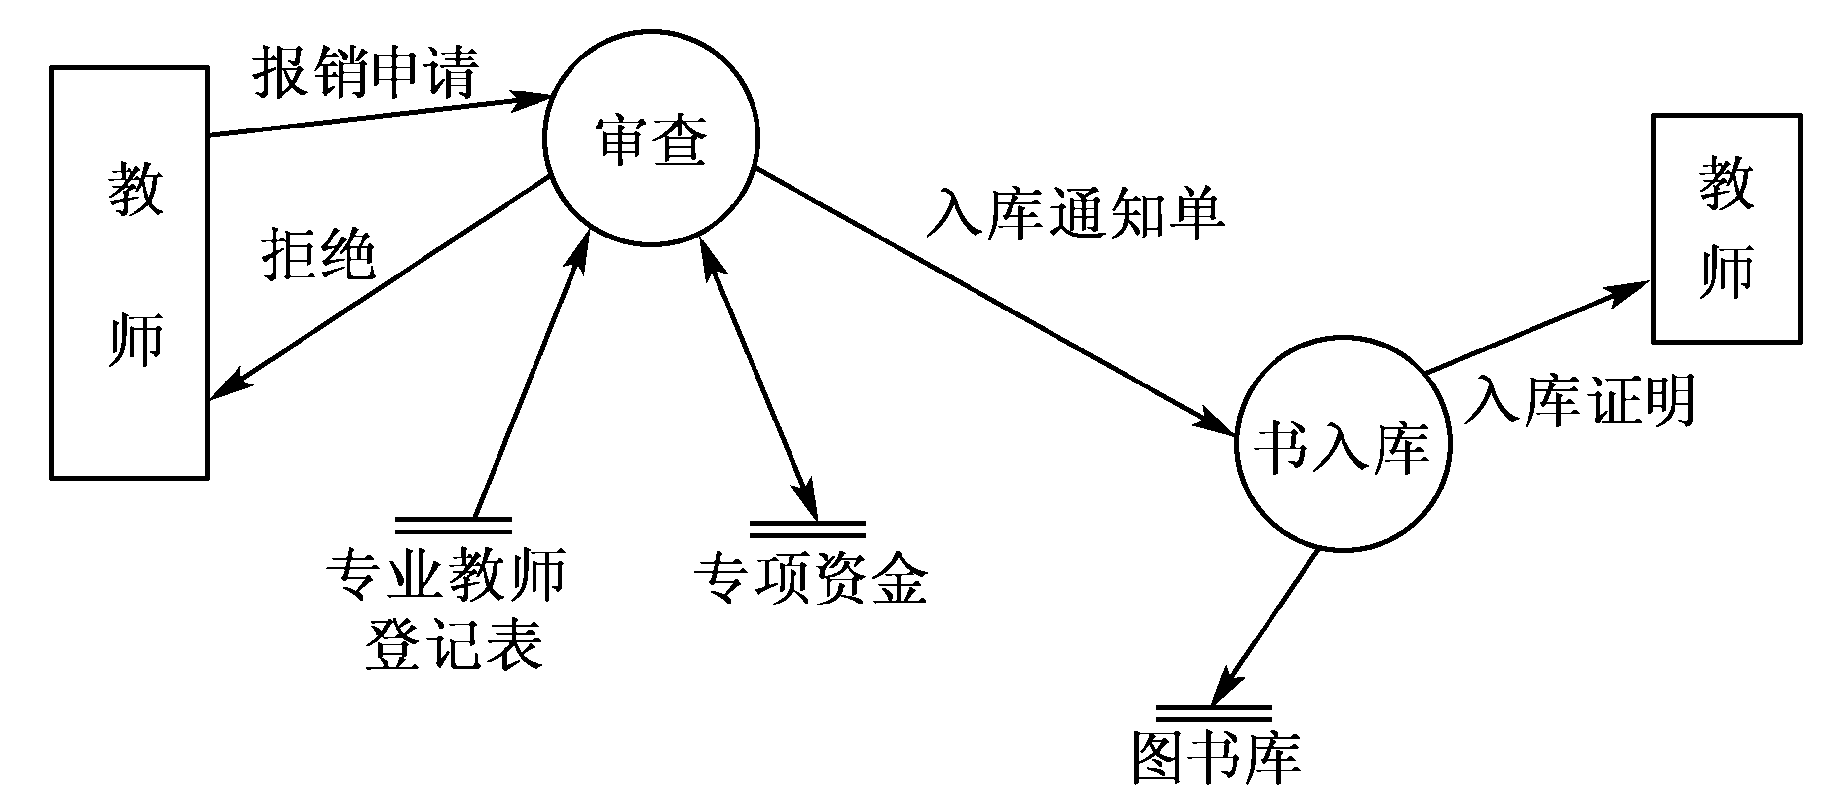 报销申请
教
师
审查
拒绝
入库通知单
教
师
入库证明
书入库
专业教师
登记表
专项资金
图书库